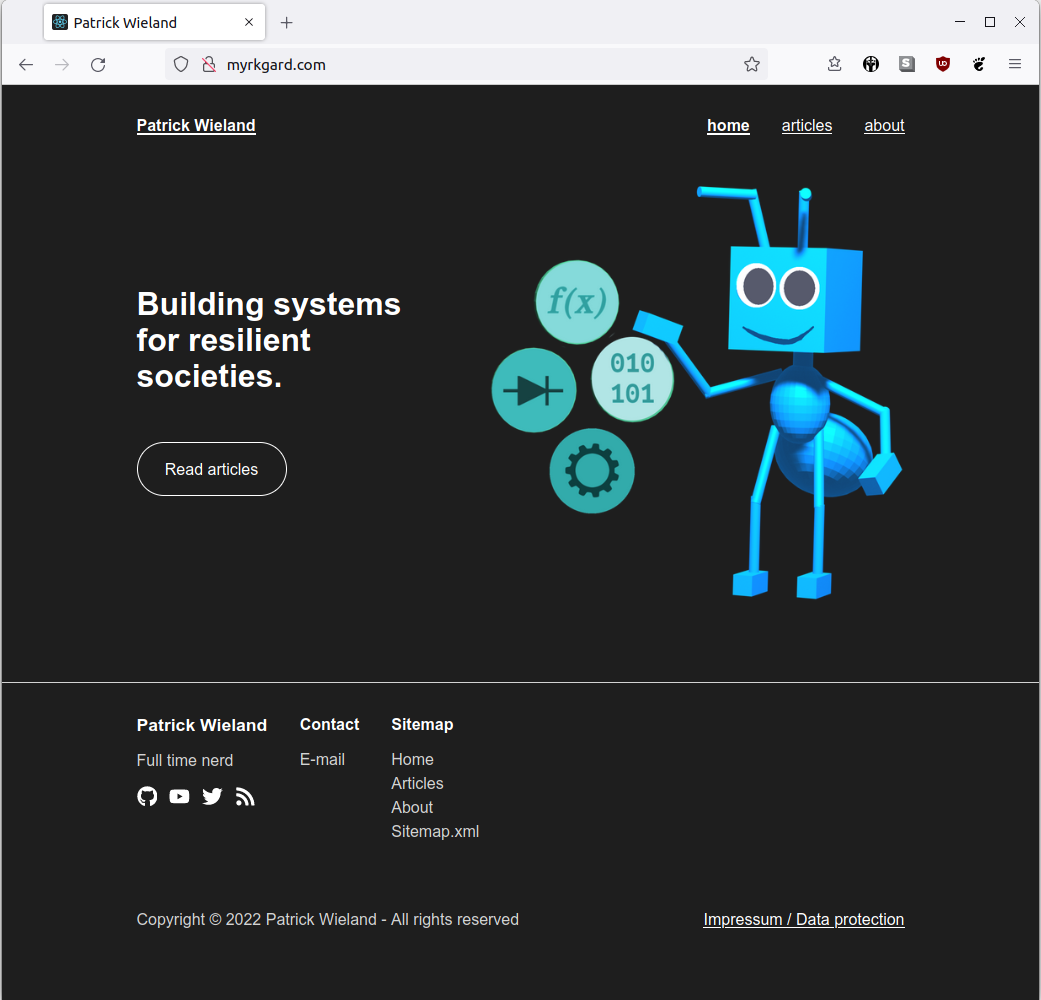 Patrick Wieland
myrkgard.com
Patrick Wieland
home
articles
about
Building systems
for resilient
societies.
Read articles
f(x)
010
101
Patrick Wieland
Full time nerd
Contact
E-mail
Sitemap
Home
Articles
About
Sitemap.xml
Copyright © 2022 Patrick Wieland - All rights reserved
Impressum / Data protection